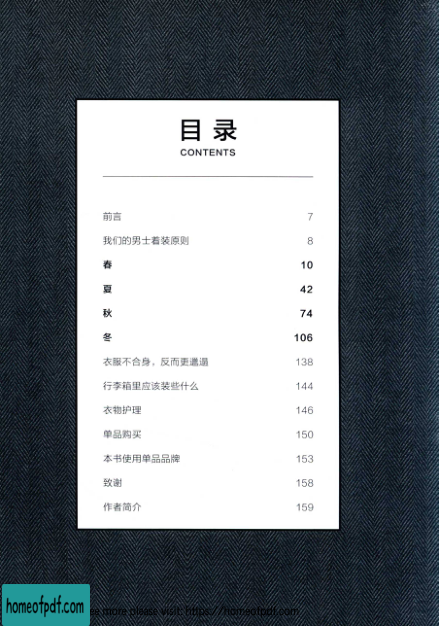 目录
CONTENTS
前言 7
我们的男士着装原则 8
春 10
夏 42
秋 74
冬 106
衣服不合身，反而更邋遢 138
行李箱里应该装些什么 144
衣物护理 146
单品购买 150
本书使用单品品牌 153
致谢 158
作者简介 159
homeofpdf.com
more please visit: https://homeofpdf.com